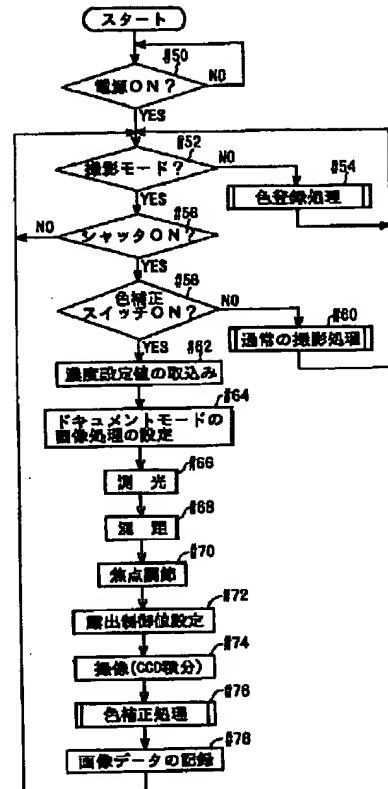 スタート
#50
電源ON?
NO
YES
#52
撮影モード?
NO
#54
色登録処理
YES
#56
シャッタON?
NO
YES
#58
色補正
スイッチON?
NO
#60
通常の撮影処理
YES
#62
濃度設定値の取込み
#64
ドキュメントモードの
画像処理の設定
#66
測 光
#68
測 距
#70
焦点調節
#72
露出制御値設定
#74
撮像(CCD積分)
#76
色補正処理
#78
画像データの記録